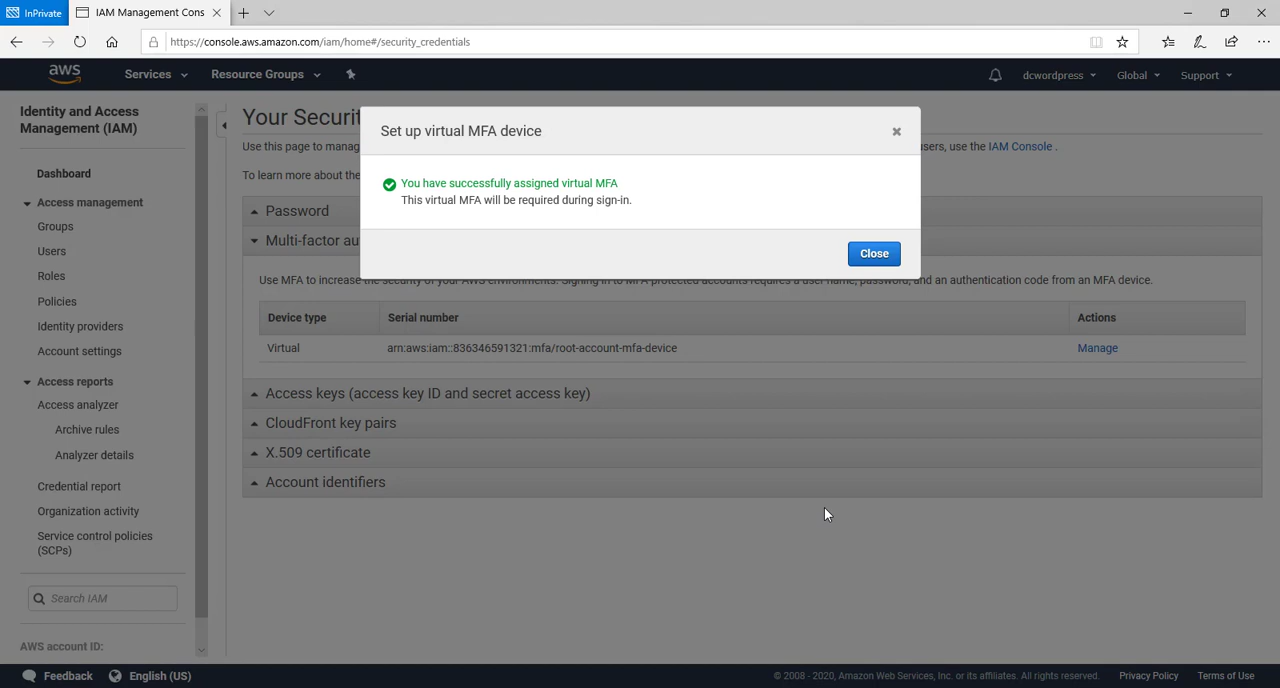 InPrivate
IAM Management Cons
https://console.aws.amazon.com/iam/home#/security_credentials
aws
Services
Resource Groups
dcwordpress
Global
Support
Identity and Access
Management (IAM)
Dashboard
Access management
Groups
Users
Roles
Policies
Identity providers
Account settings
Access reports
Access analyzer
Archive rules
Analyzer details
Credential report
Organization activity
Service control policies
(SCPs)
Search IAM
AWS account ID:
Your Securit
Use this page to manag
users, use the IAM Console .
To learn more about the
Set up virtual MFA device
You have successfully assigned virtual MFA
This virtual MFA will be required during sign-in.
Close
Password
Multi-factor au
Use MFA to increase the security of your AWS environments. Signing in to MFA-protected accounts requires a user name, password, and an authentication code from an MFA device.
Device type
Serial number
Actions
Virtual
arn:aws:iam::836346591321:mfa/root-account-mfa-device
Manage
Access keys (access key ID and secret access key)
CloudFront key pairs
X.509 certificate
Account identifiers
Feedback
English (US)
© 2008 - 2020, Amazon Web Services, Inc. or its affiliates. All rights reserved.
Privacy Policy
Terms of Use